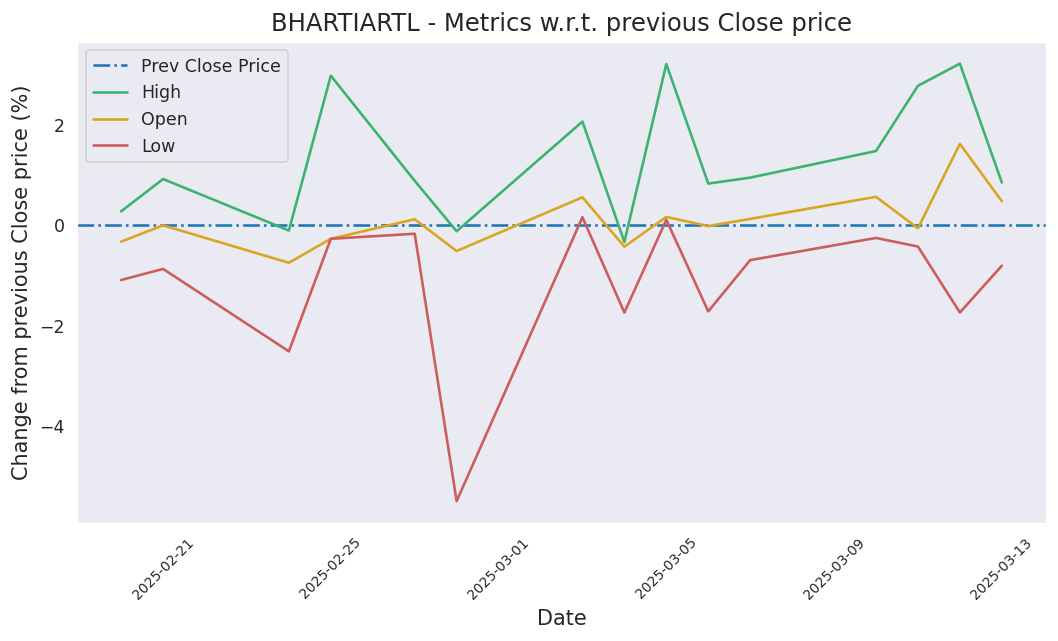 BHARTIARTL - Metrics w.r.t. previous Close price
Prev Close Price
High
Open
Low
Change from previous Close price (%)
2
0
−2
−4
2025-02-21
2025-02-25
2025-03-01
2025-03-05
2025-03-09
2025-03-13
Date